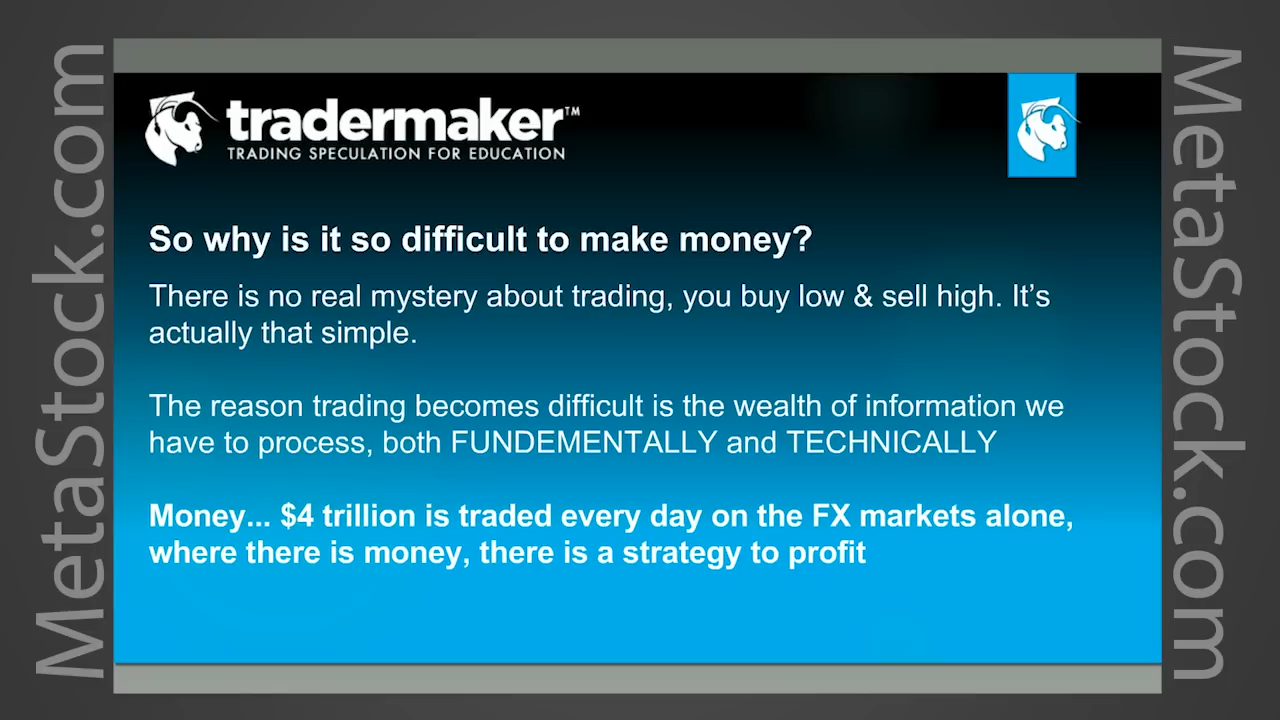 MetaStock.com
tradermaker™
TRADING SPECULATION FOR EDUCATION
So why is it so difficult to make money?
There is no real mystery about trading, you buy low & sell high. It’s
actually that simple.
The reason trading becomes difficult is the wealth of information we
have to process, both FUNDEMENTALLY and TECHNICALLY
Money... $4 trillion is traded every day on the FX markets alone,
where there is money, there is a strategy to profit
MetaStock.com